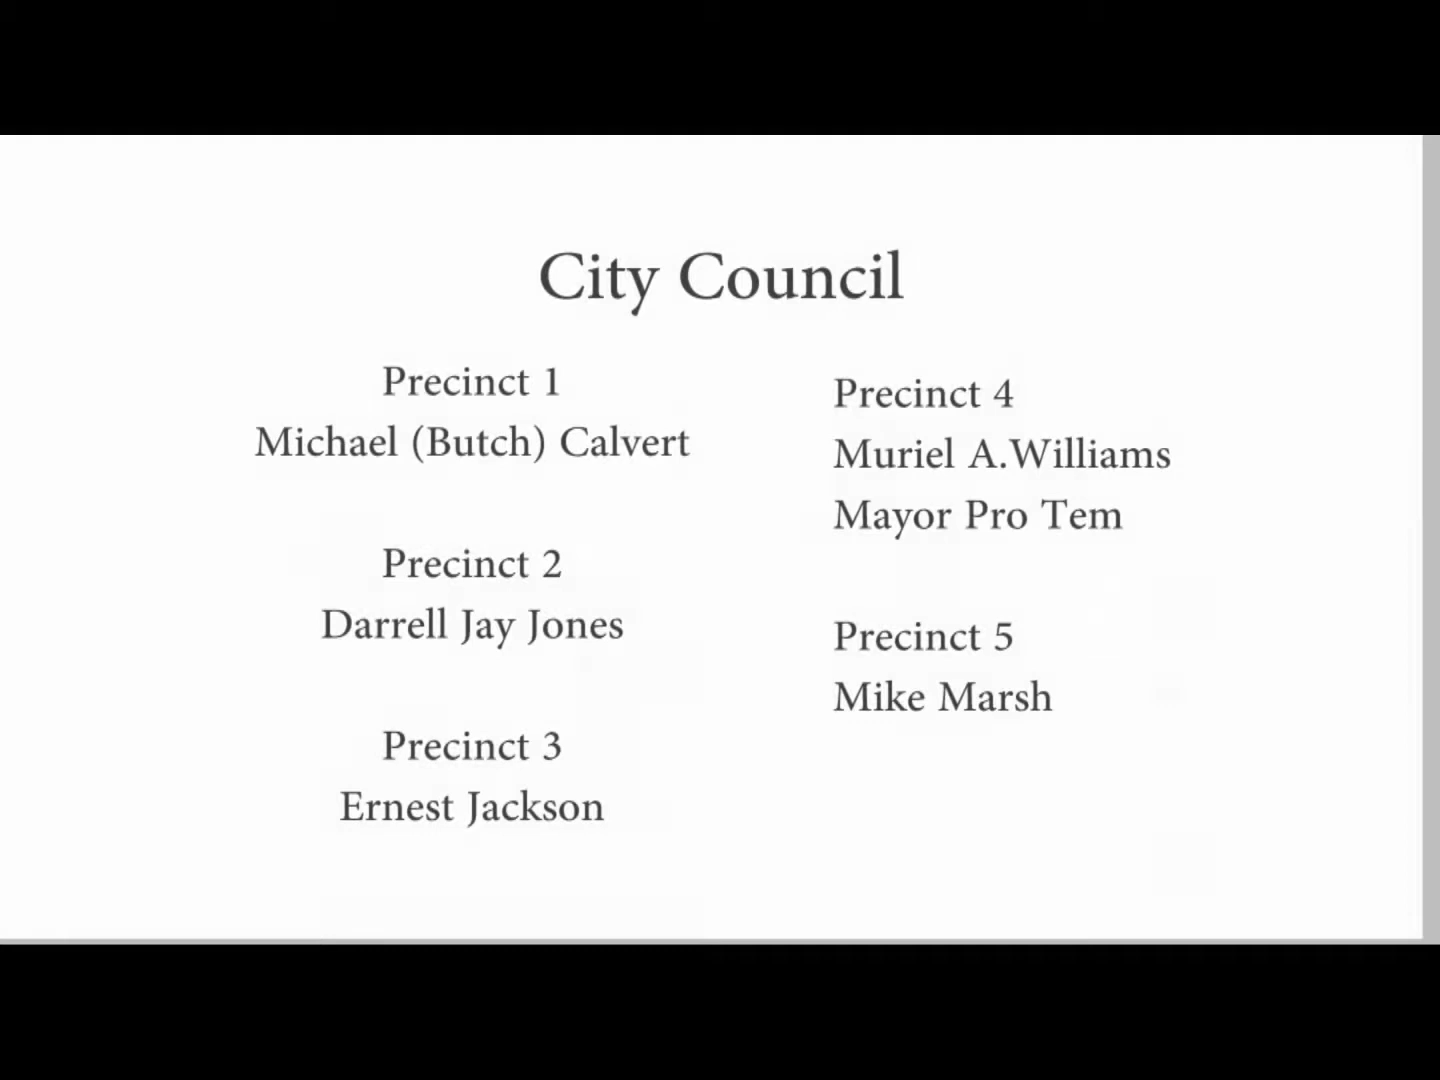 City Council
Precinct 1
Michael (Butch) Calvert
Precinct 2
Darrell Jay Jones
Precinct 3
Ernest Jackson
Precinct 4
Muriel A.Williams
Mayor Pro Tem
Precinct 5
Mike Marsh